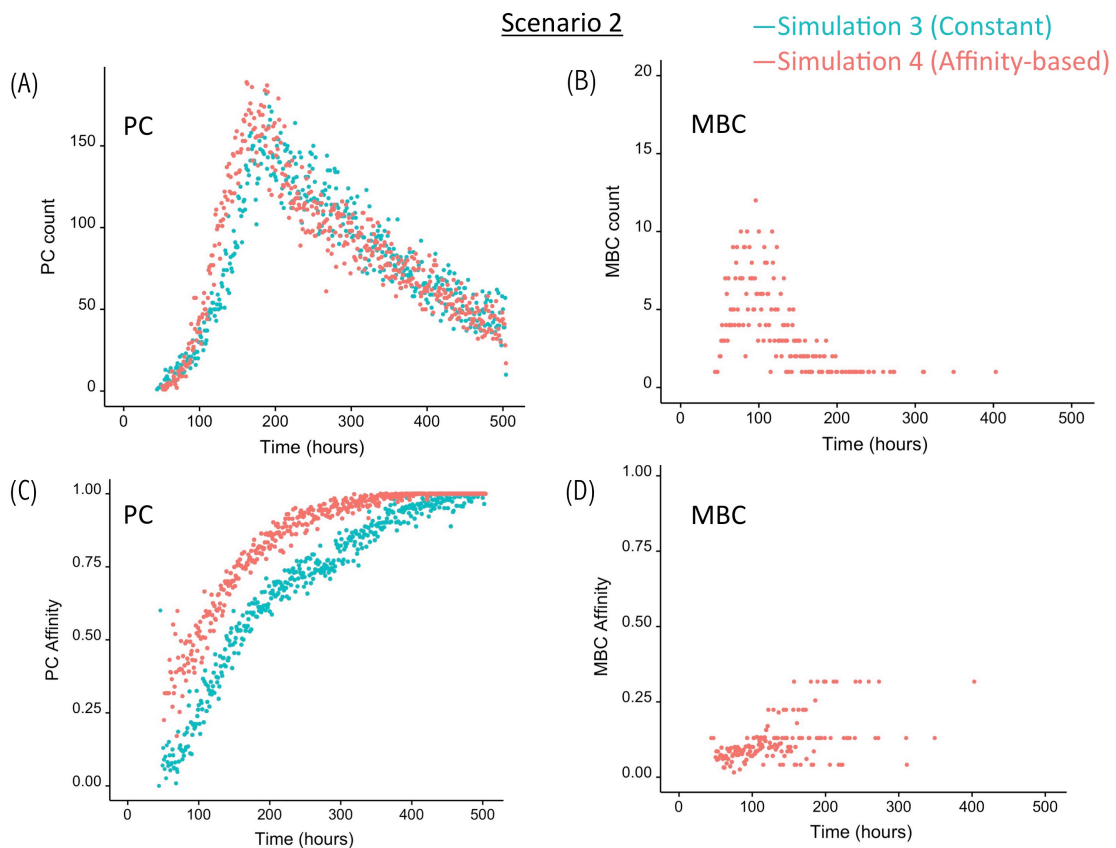 Scenario 2
—Simulation 3 (Constant)
—Simulation 4 (Affinity-based)
(A)
PC
PC count
150
100
50
0
0 100 200 300 400 500
Time (hours)
(B)
MBC
MBC count
20
15
10
5
0
0 100 200 300 400 500
Time (hours)
(C)
PC
PC Affinity
1.00
0.75
0.50
0.25
0.00
0 100 200 300 400 500
Time (hours)
(D)
MBC
MBC Affinity
1.00
0.75
0.50
0.25
0.00
0 100 200 300 400 500
Time (hours)